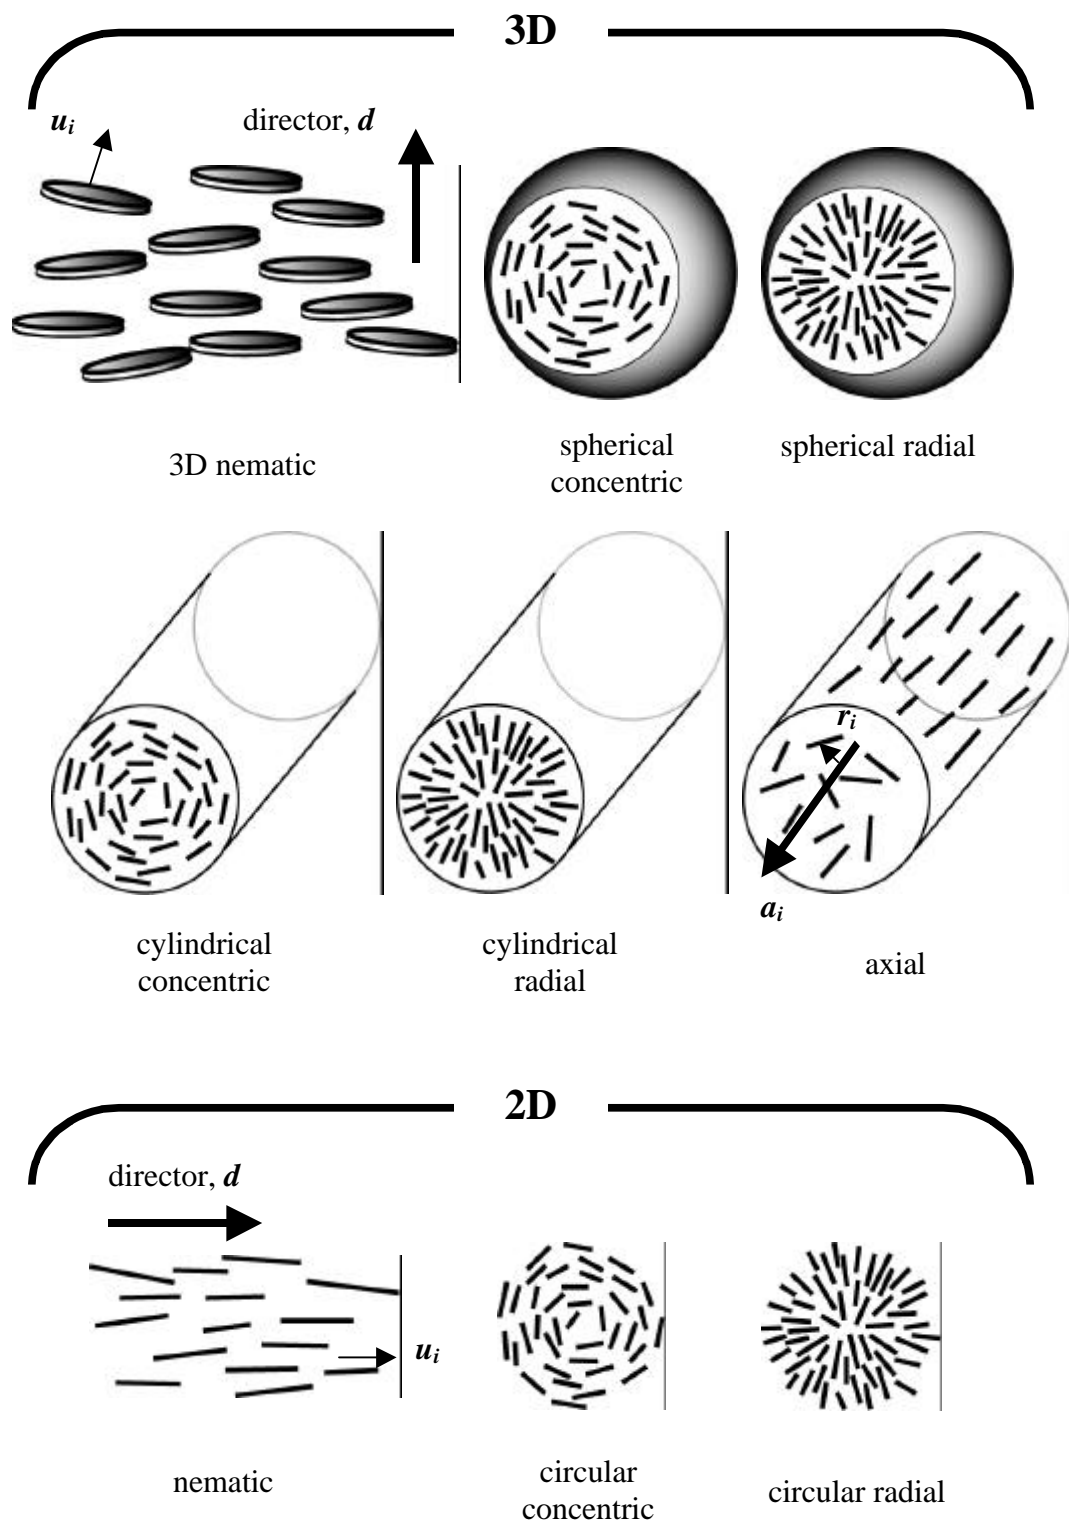 3D
u_i
director, d
3D nematic
spherical
concentric
spherical radial
r_i
a_i
cylindrical
concentric
cylindrical
radial
axial
2D
director, d
u_i
nematic
circular
concentric
circular radial